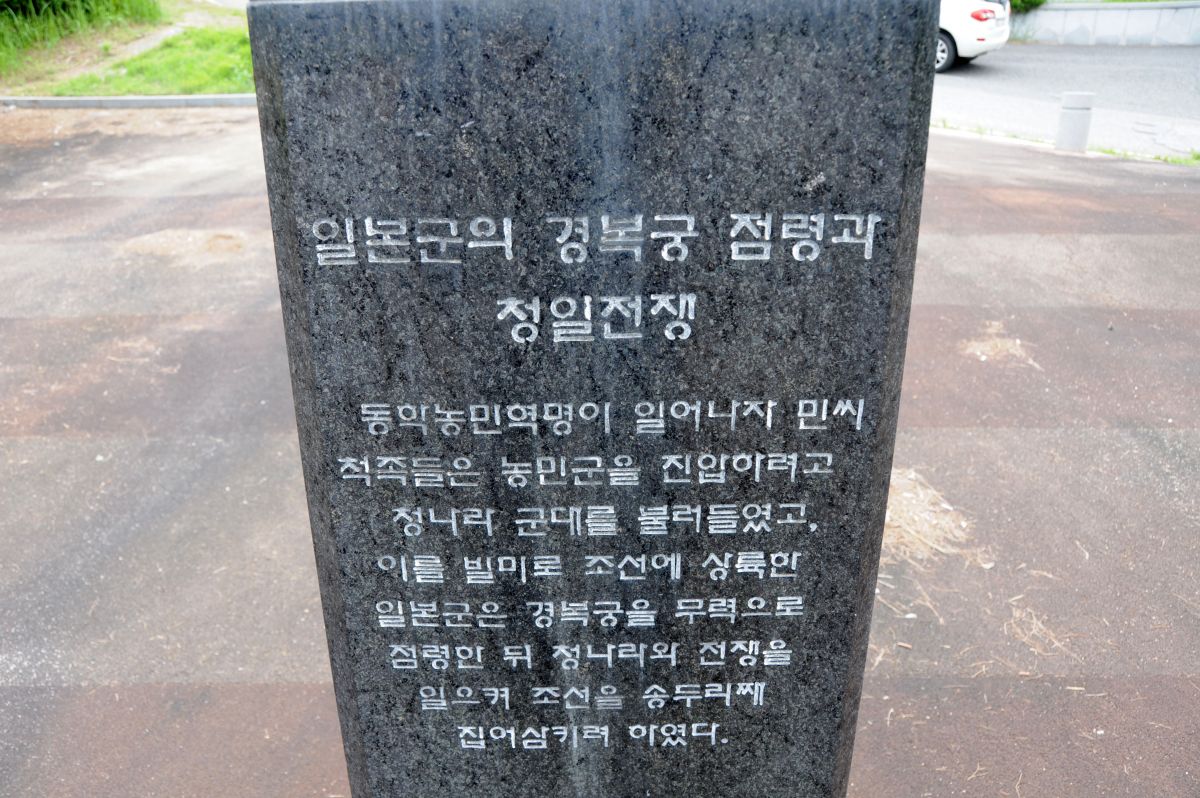 일본군의 경복궁 점령과
청일전쟁
동학농민혁명이 일어나자 민씨
척족들은 농민군을 진압하려고
청나라 군대를 불러들였고,
이를 빌미로 조선에 상륙한
일본군은 경복궁을 무력으로
점령한 뒤 청나라와 전쟁을
일으켜 조선을 송두리째
집어삼키려 하였다.